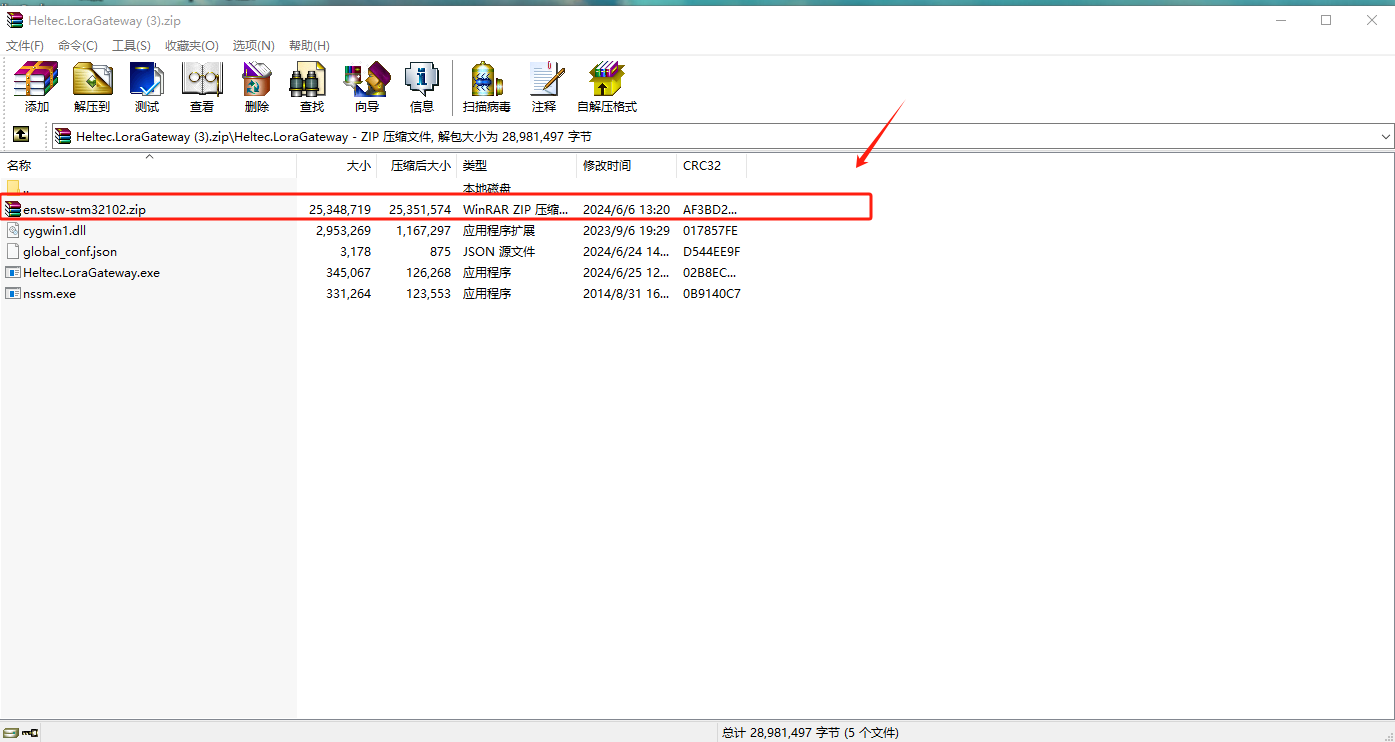 Heltec.LoraGateway (3).zip
文件(F) 命令(C) 工具(S) 收藏夹(O) 选项(N) 帮助(H)
添加 解压到 测试 查看 删除 查找 向导 信息 扫描病毒 注释 自解压格式
Heltec.LoraGateway (3).zip\Heltec.LoraGateway - ZIP 压缩文件, 解包大小为 28,981,497 字节
名称 大小 压缩后大小 类型 修改时间 CRC32
.. 本地磁盘
en.stsw-stm32102.zip 25,348,719 25,351,574 WinRAR ZIP 压缩... 2024/6/6 13:20 AF3BD2...
cygwin1.dll 2,953,269 1,167,297 应用程序扩展 2023/9/6 19:29 017857FE
global_conf.json 3,178 875 JSON 源文件 2024/6/24 14... D544EE9F
Heltec.LoraGateway.exe 345,067 126,268 应用程序 2024/6/25 12... 02B8EC...
nssm.exe 331,264 123,553 应用程序 2014/8/31 16... 0B9140C7
总计 28,981,497 字节 (5 个文件)